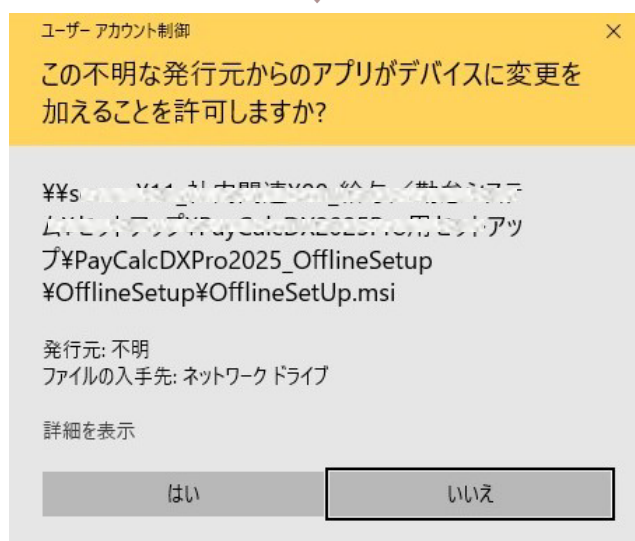 ユーザー アカウント制御
この不明な発行元からのアプリがデバイスに変更を
加えることを許可しますか?
¥¥s
アッ
プ¥PayCalcDXPro2025_OfflineSetup
¥OfflineSetup¥OfflineSetUp.msi
発行元: 不明
ファイルの入手先: ネットワーク ドライブ
詳細を表示
はい
いいえ